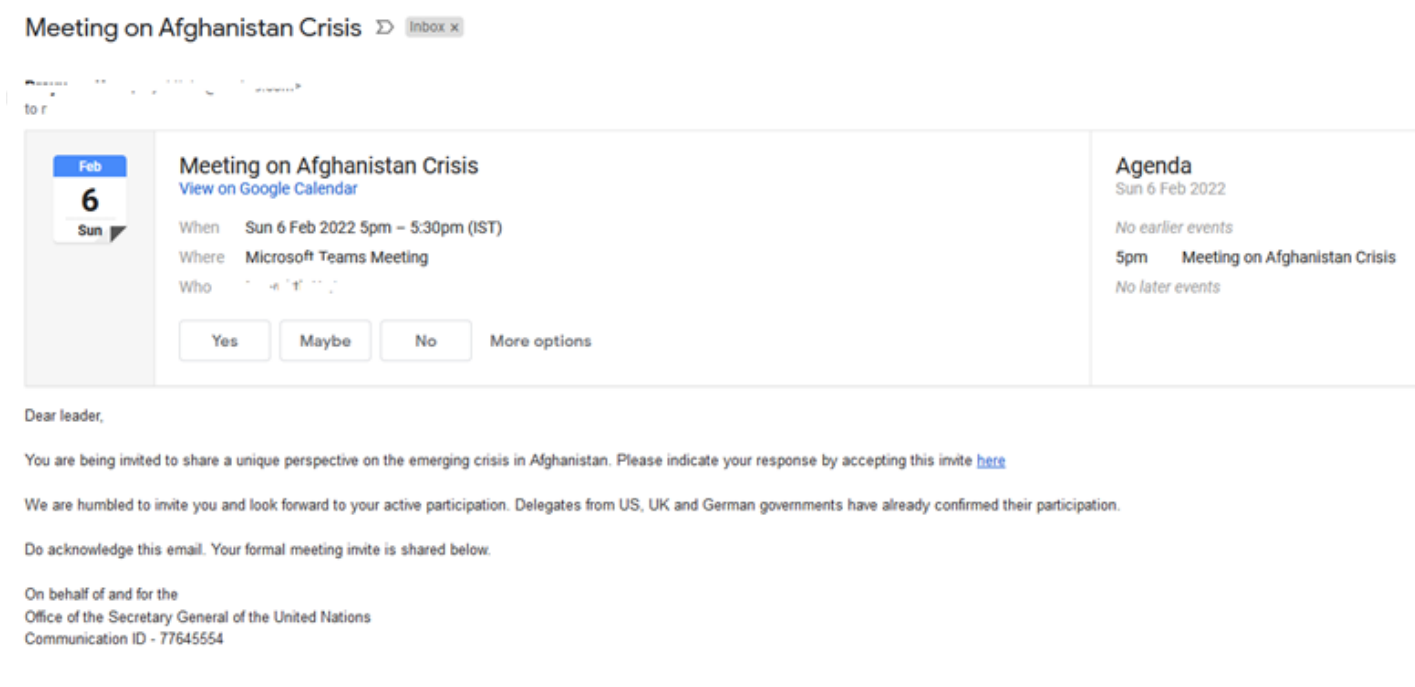 Meeting on Afghanistan Crisis Inbox x
to r
Feb
6
Sun
Meeting on Afghanistan Crisis
View on Google Calendar
When Sun 6 Feb 2022 5pm – 5:30pm (IST)
Where Microsoft Teams Meeting
Who
Yes Maybe No More options
Agenda
Sun 6 Feb 2022
No earlier events
5pm Meeting on Afghanistan Crisis
No later events
Dear leader,
You are being invited to share a unique perspective on the emerging crisis in Afghanistan. Please indicate your response by accepting this invite here
We are humbled to invite you and look forward to your active participation. Delegates from US, UK and German governments have already confirmed their participation.
Do acknowledge this email. Your formal meeting invite is shared below.
On behalf of and for the
Office of the Secretary General of the United Nations
Communication ID - 77645554